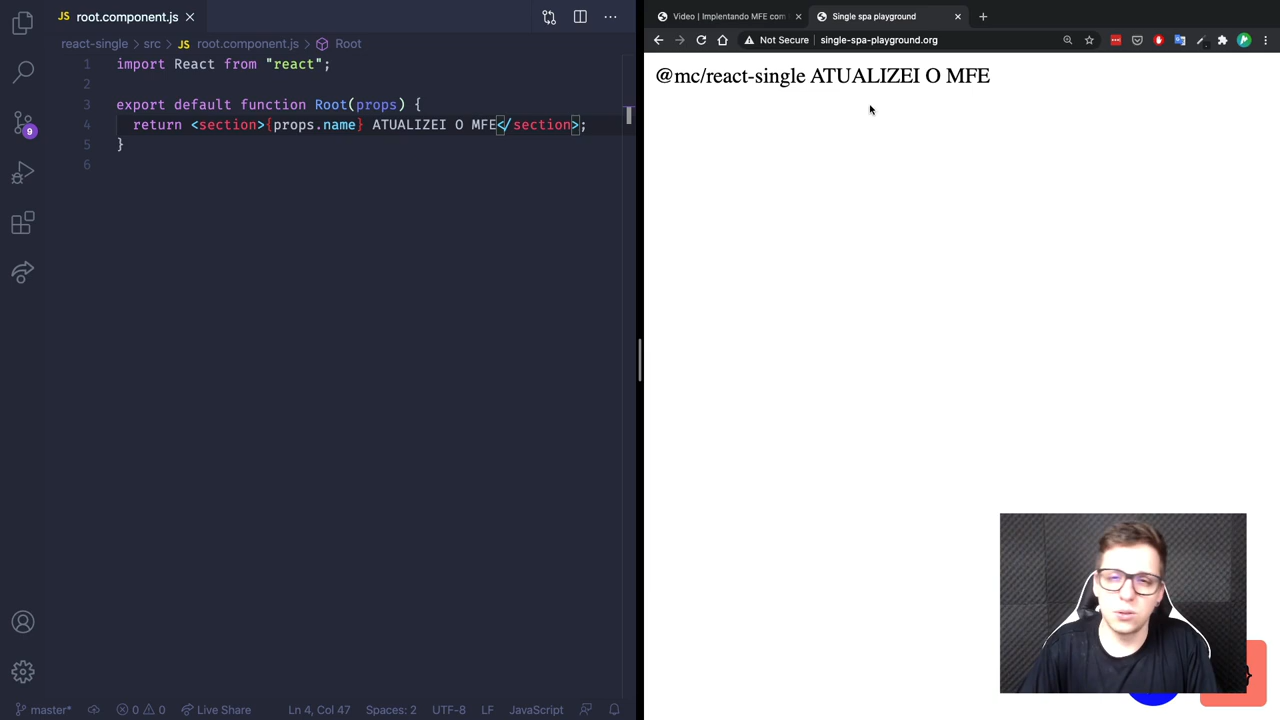 JS root.component.js
react-single > src > JS root.component.js > Root
1 import React from "react";
2
3 export default function Root(props) {
4 return <section>{props.name} ATUALIZEI O MFE</section>;
5 }
6
9
master*
0
0
Live Share
Ln 4, Col 47
Spaces: 2
UTF-8
LF
JavaScript
Video | Impientando MFE com
Single spa playground
Not Secure
single-spa-playground.org
@mc/react-single ATUALIZEI O MFE